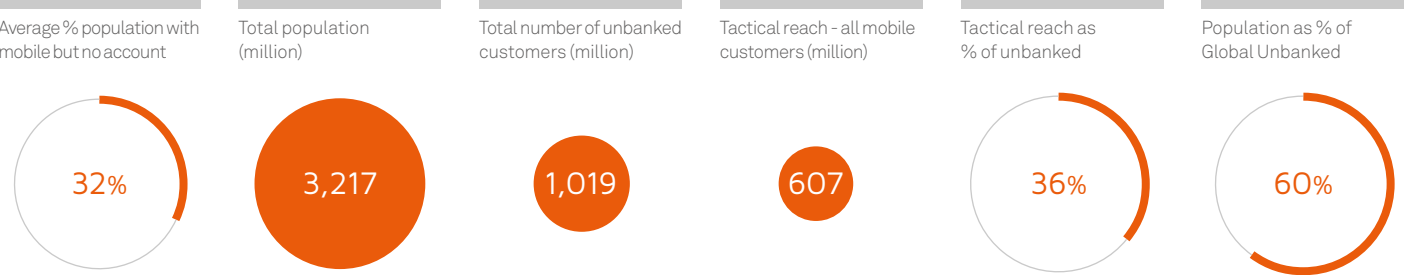 Average % population with
mobile but no account
32%
Total population
(million)
3,217
Total number of unbanked
customers (million)
1,019
Tactical reach - all mobile
customers (million)
607
Tactical reach as
% of unbanked
36%
Population as % of
Global Unbanked
60%